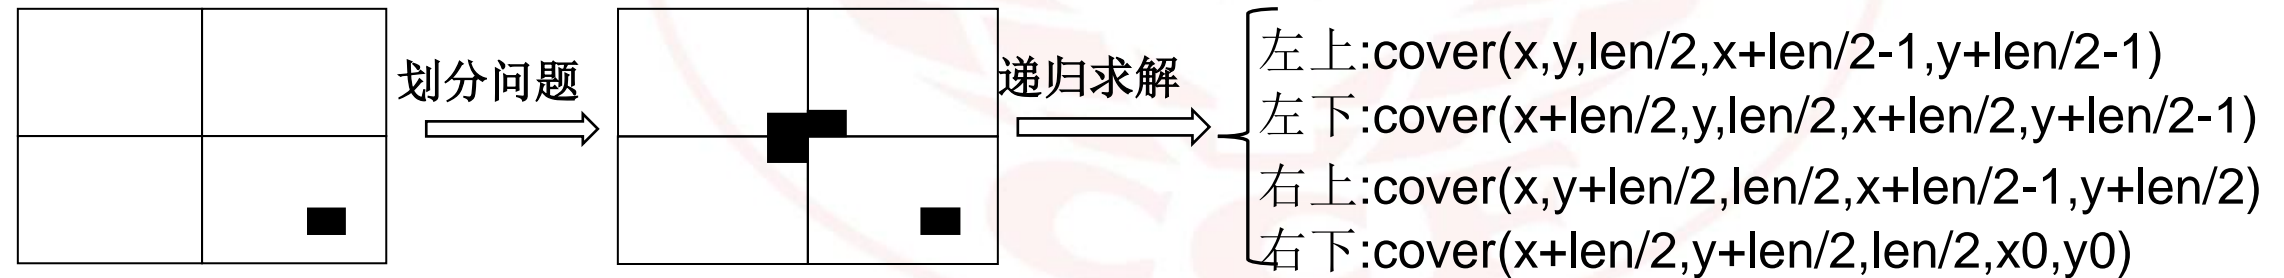 划分问题
递归求解
左上:cover(x,y,len/2,x+len/2-1,y+len/2-1)
左下:cover(x+len/2,y,len/2,x+len/2,y+len/2-1)
右上:cover(x,y+len/2,len/2,x+len/2-1,y+len/2)
右下:cover(x+len/2,y+len/2,len/2,x0,y0)